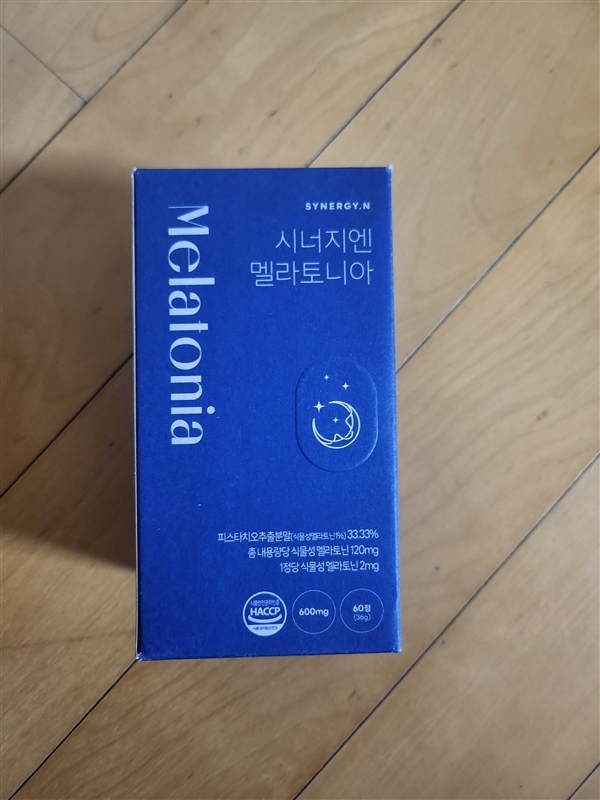 SYNERGY.N
시너지엔
멜라토니아
Melatonia
피스타치오추출분말(식물성멜라토닌1%) 33.33%
총 내용량당 식물성 멜라토닌 120mg
1정당 식물성 멜라토닌 2mg
HACCP
600mg
60정
(36g)